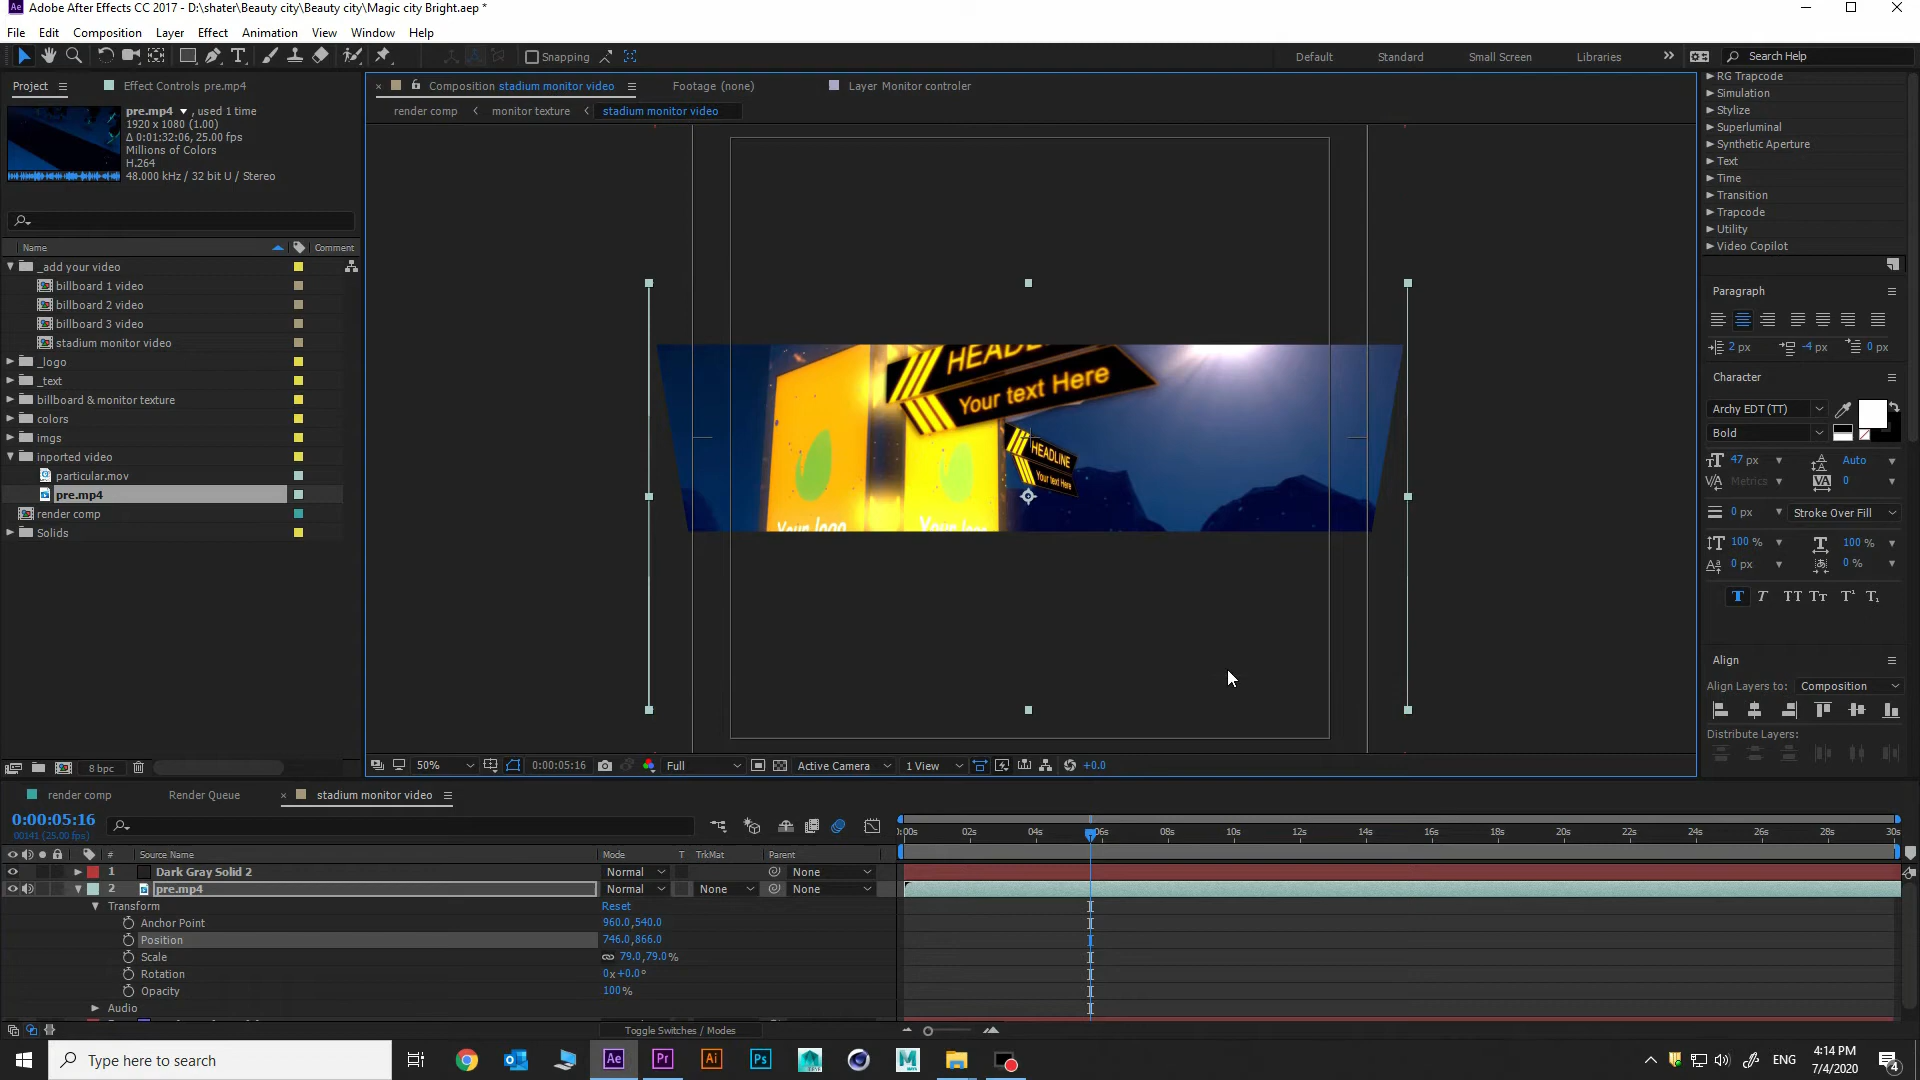 Adobe After Effects CC 2017 - D:\shater\Beauty city\Beauty city\Magic city Bright.aep *
File Edit Composition Layer Effect Animation View Window Help
Snapping
Default Standard Small Screen Libraries Search Help
Project Effect Controls pre.mp4
Composition stadium monitor video
Footage (none)
Layer Monitor controler
render comp monitor texture stadium monitor video
pre.mp4 , used 1 time
1920 x 1080 (1.00)
Δ 0:01:32:06, 25.00 fps
Millions of Colors
H.264
48.000 kHz / 32 bit U / Stereo
Name Comment
_add your video
billboard 1 video
billboard 2 video
billboard 3 video
stadium monitor video
_logo
_text
billboard & monitor texture
colors
imgs
inported video
particular.mov
pre.mp4
render comp
Solids
8 bpc
Your text Here
HEADLINE
Your text Here
Your logo
Your logo
50% 0:00:05:16 Full Active Camera 1 View +0.0
RG Trapcode
Simulation
Stylize
Superluminal
Synthetic Aperture
Text
Time
Transition
Trapcode
Utility
Video Copilot
Paragraph
2 px -4 px 0 px
Character
Archy EDT (TT)
Bold
47 px Auto
Metrics 0
0 px Stroke Over Fill
100 % 100 %
0 px 0 %
T T TT Tt T¹ T₁
Align
Align Layers to: Composition
Distribute Layers:
render comp Render Queue stadium monitor video
0:00:05:16
00141 (25.00 fps)
:00s 02s 04s 06s 08s 10s 12s 14s 16s 18s 20s 22s 24s 26s 28s 30s
# Source Name Mode T TrkMat Parent
1 Dark Gray Solid 2 Normal None
2 pre.mp4 Normal None None
Transform Reset
Anchor Point 960.0,540.0
Position 746.0,866.0
Scale 79.0,79.0%
Rotation 0x+0.0°
Opacity 100%
Audio
Toggle Switches / Modes
Type here to search
Ae Pr Ai Ps M
ENG
4:14 PM
7/4/2020
4